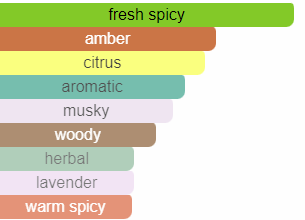 fresh spicy
amber
citrus
aromatic
musky
woody
herbal
lavender
warm spicy